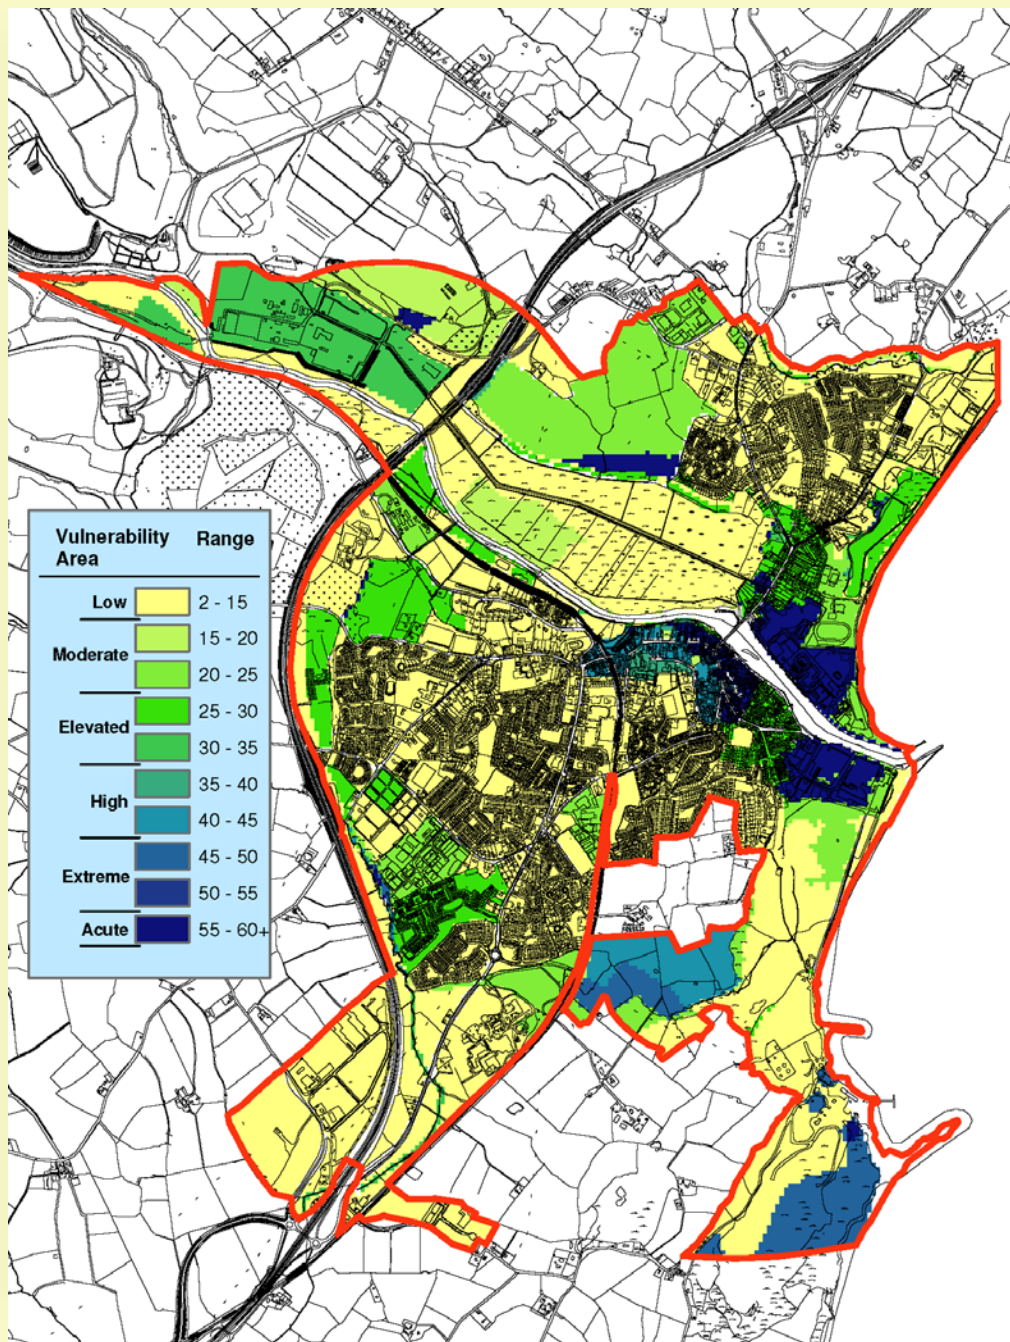 Vulnerability Range
Area
Low 2 - 15
Moderate 15 - 20
20 - 25
Elevated 25 - 30
30 - 35
High 35 - 40
40 - 45
Extreme 45 - 50
50 - 55
Acute 55 - 60+